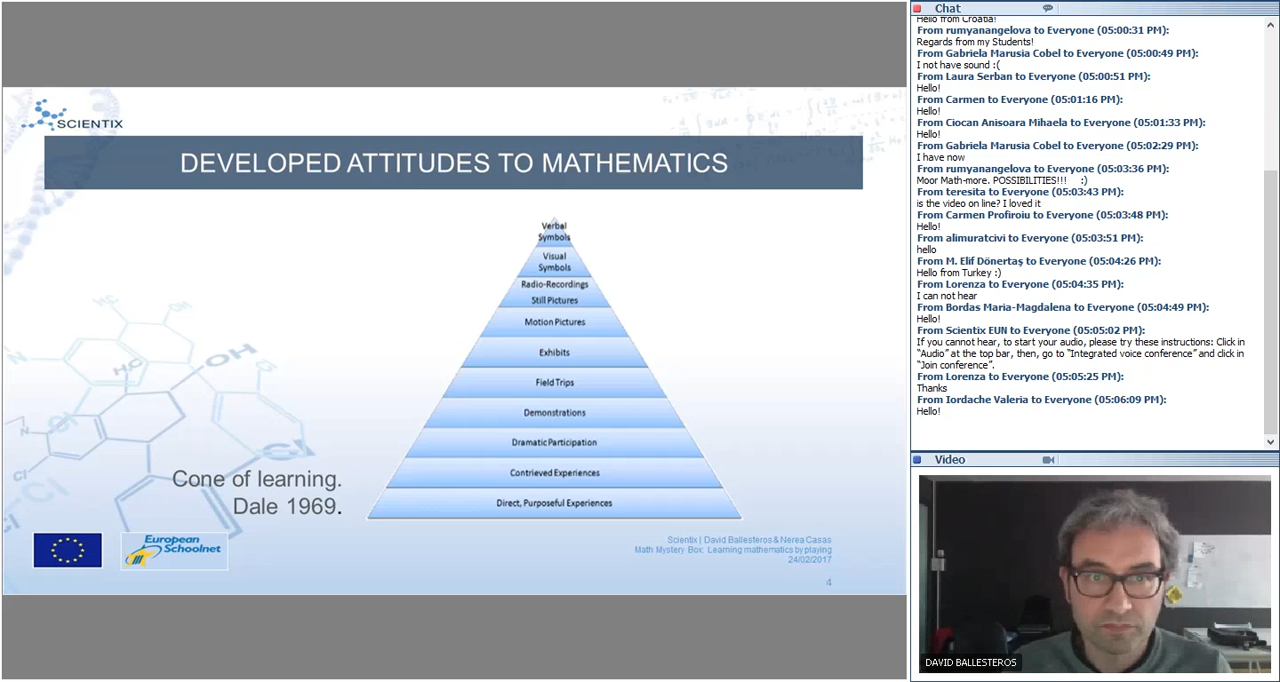 SCIENTIX
DEVELOPED ATTITUDES TO MATHEMATICS
Verbal
Symbols
Visual
Symbols
Radio-Recordings
Still Pictures
Motion Pictures
Exhibits
Field Trips
Demonstrations
Dramatic Participation
Contrieved Experiences
Direct, Purposeful Experiences
H₃C
OH
Cl
Cone of learning.
Dale 1969.
European
Schoolnet
Scientix | David Ballesteros & Nerea Casas
Math Mystery Box: Learning mathematics by playing
24/02/2017
4
Chat
Hello from Croatia!
From rumyanangelova to Everyone (05:00:31 PM):
Regards from my Students!
From Gabriela Marusia Cobel to Everyone (05:00:49 PM):
I not have sound :(
From Laura Serban to Everyone (05:00:51 PM):
Hello!
From Carmen to Everyone (05:01:16 PM):
Hello!
From Ciocan Anisoara Mihaela to Everyone (05:01:33 PM):
Hello!
From Gabriela Marusia Cobel to Everyone (05:02:29 PM):
I have now
From rumyanangelova to Everyone (05:03:36 PM):
Moor Math-more. POSSIBILITIES!!! :)
From teresita to Everyone (05:03:43 PM):
is the video on line? I loved it
From Carmen Profiroiu to Everyone (05:03:48 PM):
Hello!
From alimuratcivi to Everyone (05:03:51 PM):
hello
From M. Elif Dönertaş to Everyone (05:04:26 PM):
Hello from Turkey :)
From Lorenza to Everyone (05:04:35 PM):
I can not hear
From Bordas Maria-Magdalena to Everyone (05:04:49 PM):
Hello!
From Scientix EUN to Everyone (05:05:02 PM):
If you cannot hear, to start your audio, please try these instructions: Click in
“Audio” at the top bar, then, go to “Integrated voice conference” and click in
“Join conference”.
From Lorenza to Everyone (05:05:25 PM):
Thanks
From Iordache Valeria to Everyone (05:06:09 PM):
Hello!
Video
DAVID BALLESTEROS